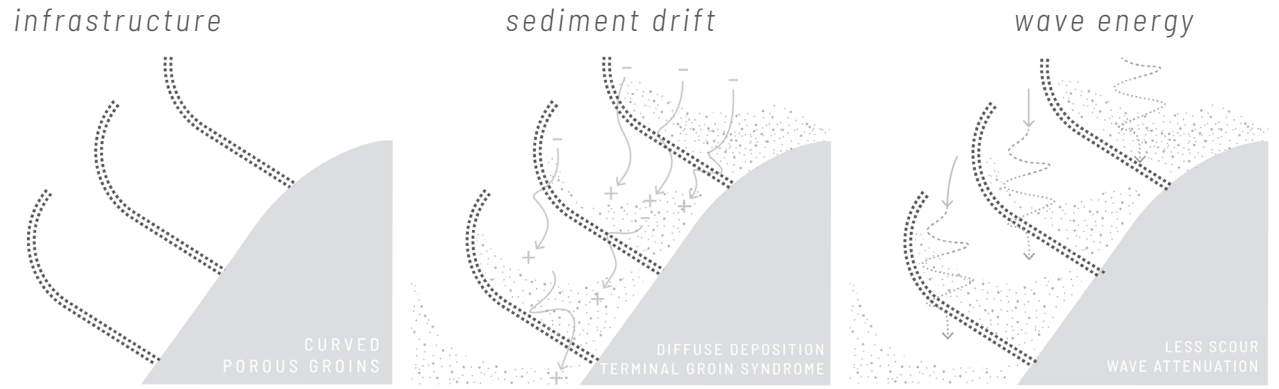 infrastructure
CURVED
POROUS GROINS
sediment drift
DIFFUSE DEPOSITION
TERMINAL GROIN SYNDROME
wave energy
LESS SCOUR
WAVE ATTENUATION